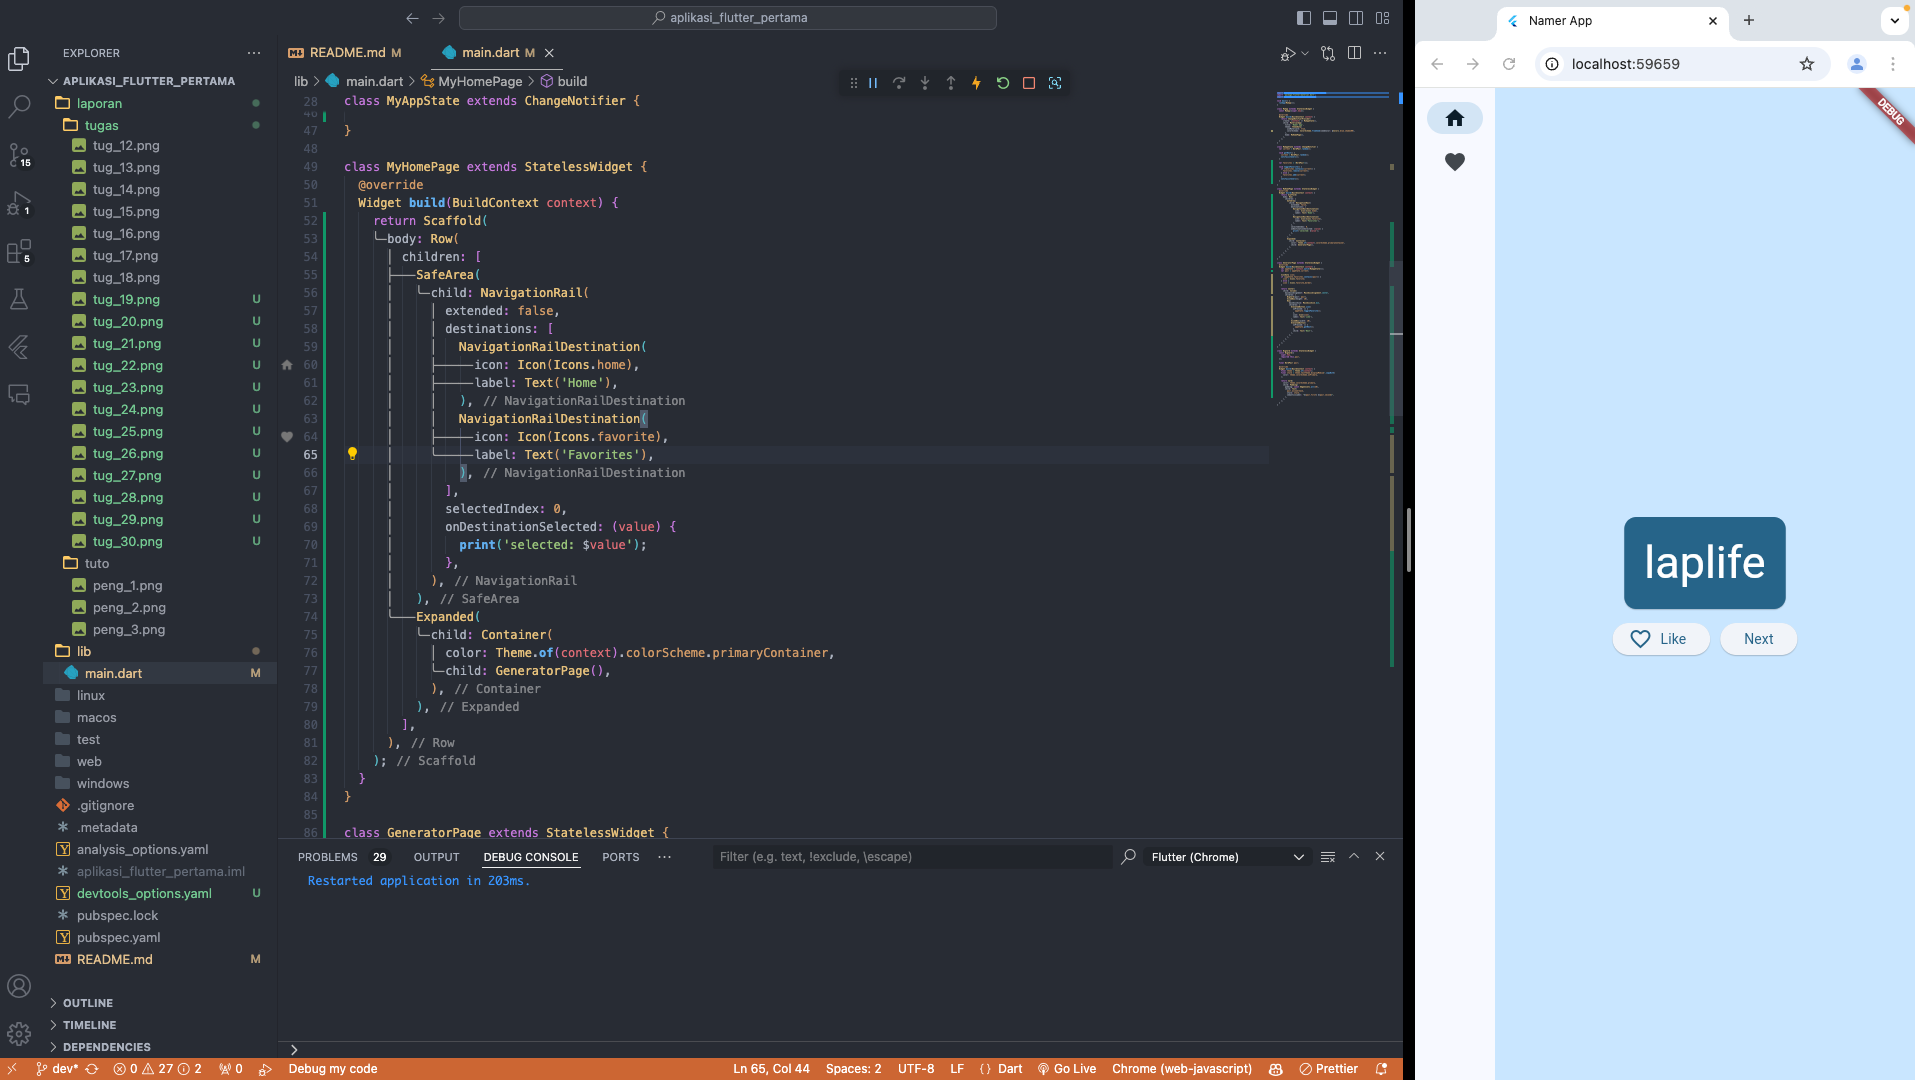 aplikasi_flutter_pertama
EXPLORER
APLIKASI_FLUTTER_PERTAMA
laporan
tugas
tug_12.png
tug_13.png
tug_14.png
tug_15.png
tug_16.png
tug_17.png
tug_18.png
tug_19.png U
tug_20.png U
tug_21.png U
tug_22.png U
tug_23.png U
tug_24.png U
tug_25.png U
tug_26.png U
tug_27.png U
tug_28.png U
tug_29.png U
tug_30.png U
tuto
peng_1.png
peng_2.png
peng_3.png
lib
main.dart M
linux
macos
test
web
windows
.gitignore
.metadata
analysis_options.yaml
aplikasi_flutter_pertama.iml
devtools_options.yaml U
pubspec.lock
pubspec.yaml
README.md M
OUTLINE
TIMELINE
DEPENDENCIES
15
1
5
README.md M
main.dart M
lib > main.dart > MyHomePage > build
28 class MyAppState extends ChangeNotifier {
46
47 }
48
49 class MyHomePage extends StatelessWidget {
50 @override
51 Widget build(BuildContext context) {
52 return Scaffold(
53 body: Row(
54 children: [
55 SafeArea(
56 child: NavigationRail(
57 extended: false,
58 destinations: [
59 NavigationRailDestination(
60 icon: Icon(Icons.home),
61 label: Text('Home'),
62 ), // NavigationRailDestination
63 NavigationRailDestination(
64 icon: Icon(Icons.favorite),
65 label: Text('Favorites'),
66 ), // NavigationRailDestination
67 ],
68 selectedIndex: 0,
69 onDestinationSelected: (value) {
70 print('selected: $value');
71 },
72 ), // NavigationRail
73 ), // SafeArea
74 Expanded(
75 child: Container(
76 color: Theme.of(context).colorScheme.primaryContainer,
77 child: GeneratorPage(),
78 ), // Container
79 ), // Expanded
80 ],
81 ), // Row
82 ); // Scaffold
83 }
84 }
85
86 class GeneratorPage extends StatelessWidget {
PROBLEMS 29 OUTPUT DEBUG CONSOLE PORTS
Filter (e.g. text, !exclude, \escape)
Flutter (Chrome)
Restarted application in 203ms.
dev* 0 27 2 0 Debug my code
Ln 65, Col 44 Spaces: 2 UTF-8 LF { } Dart Go Live Chrome (web-javascript) Prettier
Namer App
localhost:59659
DEBUG
laplife
Like Next